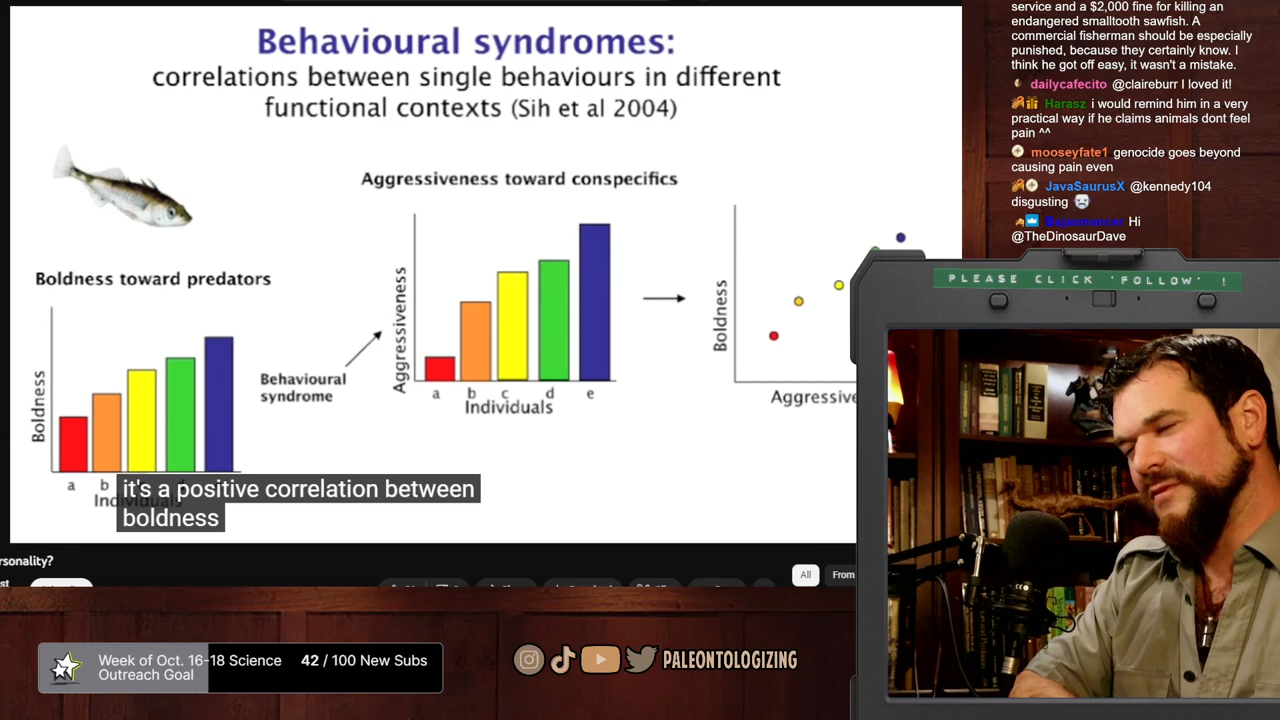 Behavioural syndromes:
correlations between single behaviours in different
functional contexts (Sih et al 2004)
Aggressiveness toward conspecifics
Boldness toward predators
Boldness
a
b
Individuals
Behavioural
syndrome
Aggressiveness
a
b
c
d
e
Individuals
Boldness
Aggressive
it's a positive correlation between
boldness
rsonality?
All
From
service and a $2,000 fine for killing an
endangered smalltooth sawfish. A
commercial fisherman should be especially
punished, because they certainly know. I
think he got off easy, it wasn't a mistake.
dailycafecito @claireburr I loved it!
Harasz i would remind him in a very
practical way if he claims animals dont feel
pain ^^
mooseyfate1 genocide goes beyond
causing pain even
JavaSaurusX @kennedy104
disgusting
Hi
@TheDinosaurDave
PLEASE CLICK 'FOLLOW' !
Week of Oct. 16-18 Science
Outreach Goal
42 / 100 New Subs
PALEONTOLOGIZING